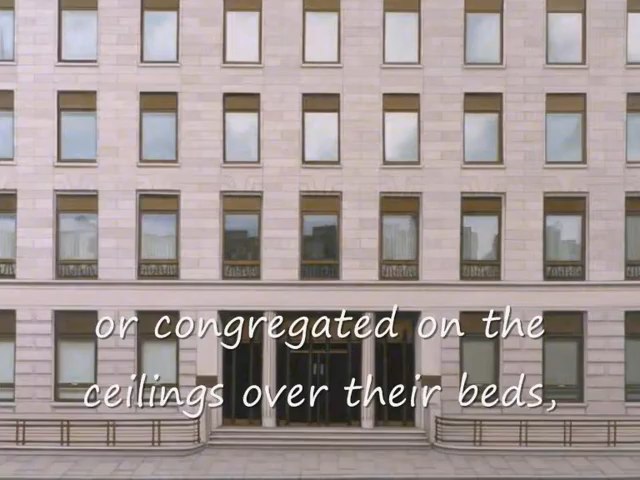 or congregated on the
ceilings over their beds,